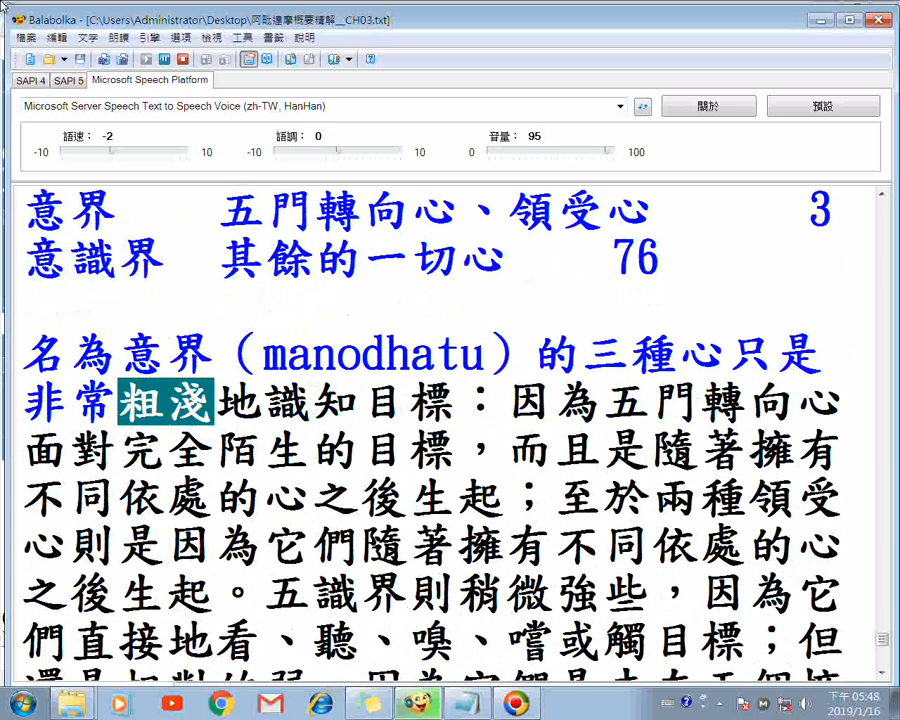 Balabolka - [C:\Users\Administrator\Desktop\阿毗達摩概要精解__CH03.txt]
檔案 編輯 文字 朗讀 引擎 選項 檢視 工具 書籤 說明
SAPI 4 SAPI 5 Microsoft Speech Platform
Microsoft Server Speech Text to Speech Voice (zh-TW, HanHan) 關於 預設
語速： -2 語調： 0 音量： 95
-10 10 -10 10 0 100
意界 五門轉向心、領受心 3
意識界 其餘的一切心 76
名為意界（manodhatu）的三種心只是
非常粗淺地識知目標：因為五門轉向心
面對完全陌生的目標，而且是隨著擁有
不同依處的心之後生起；至於兩種領受
心則是因為它們隨著擁有不同依處的心
之後生起。五識界則稍微強些，因為它
們直接地看、聽、嗅、嚐或觸目標；但
下午 05:48
2019/1/16